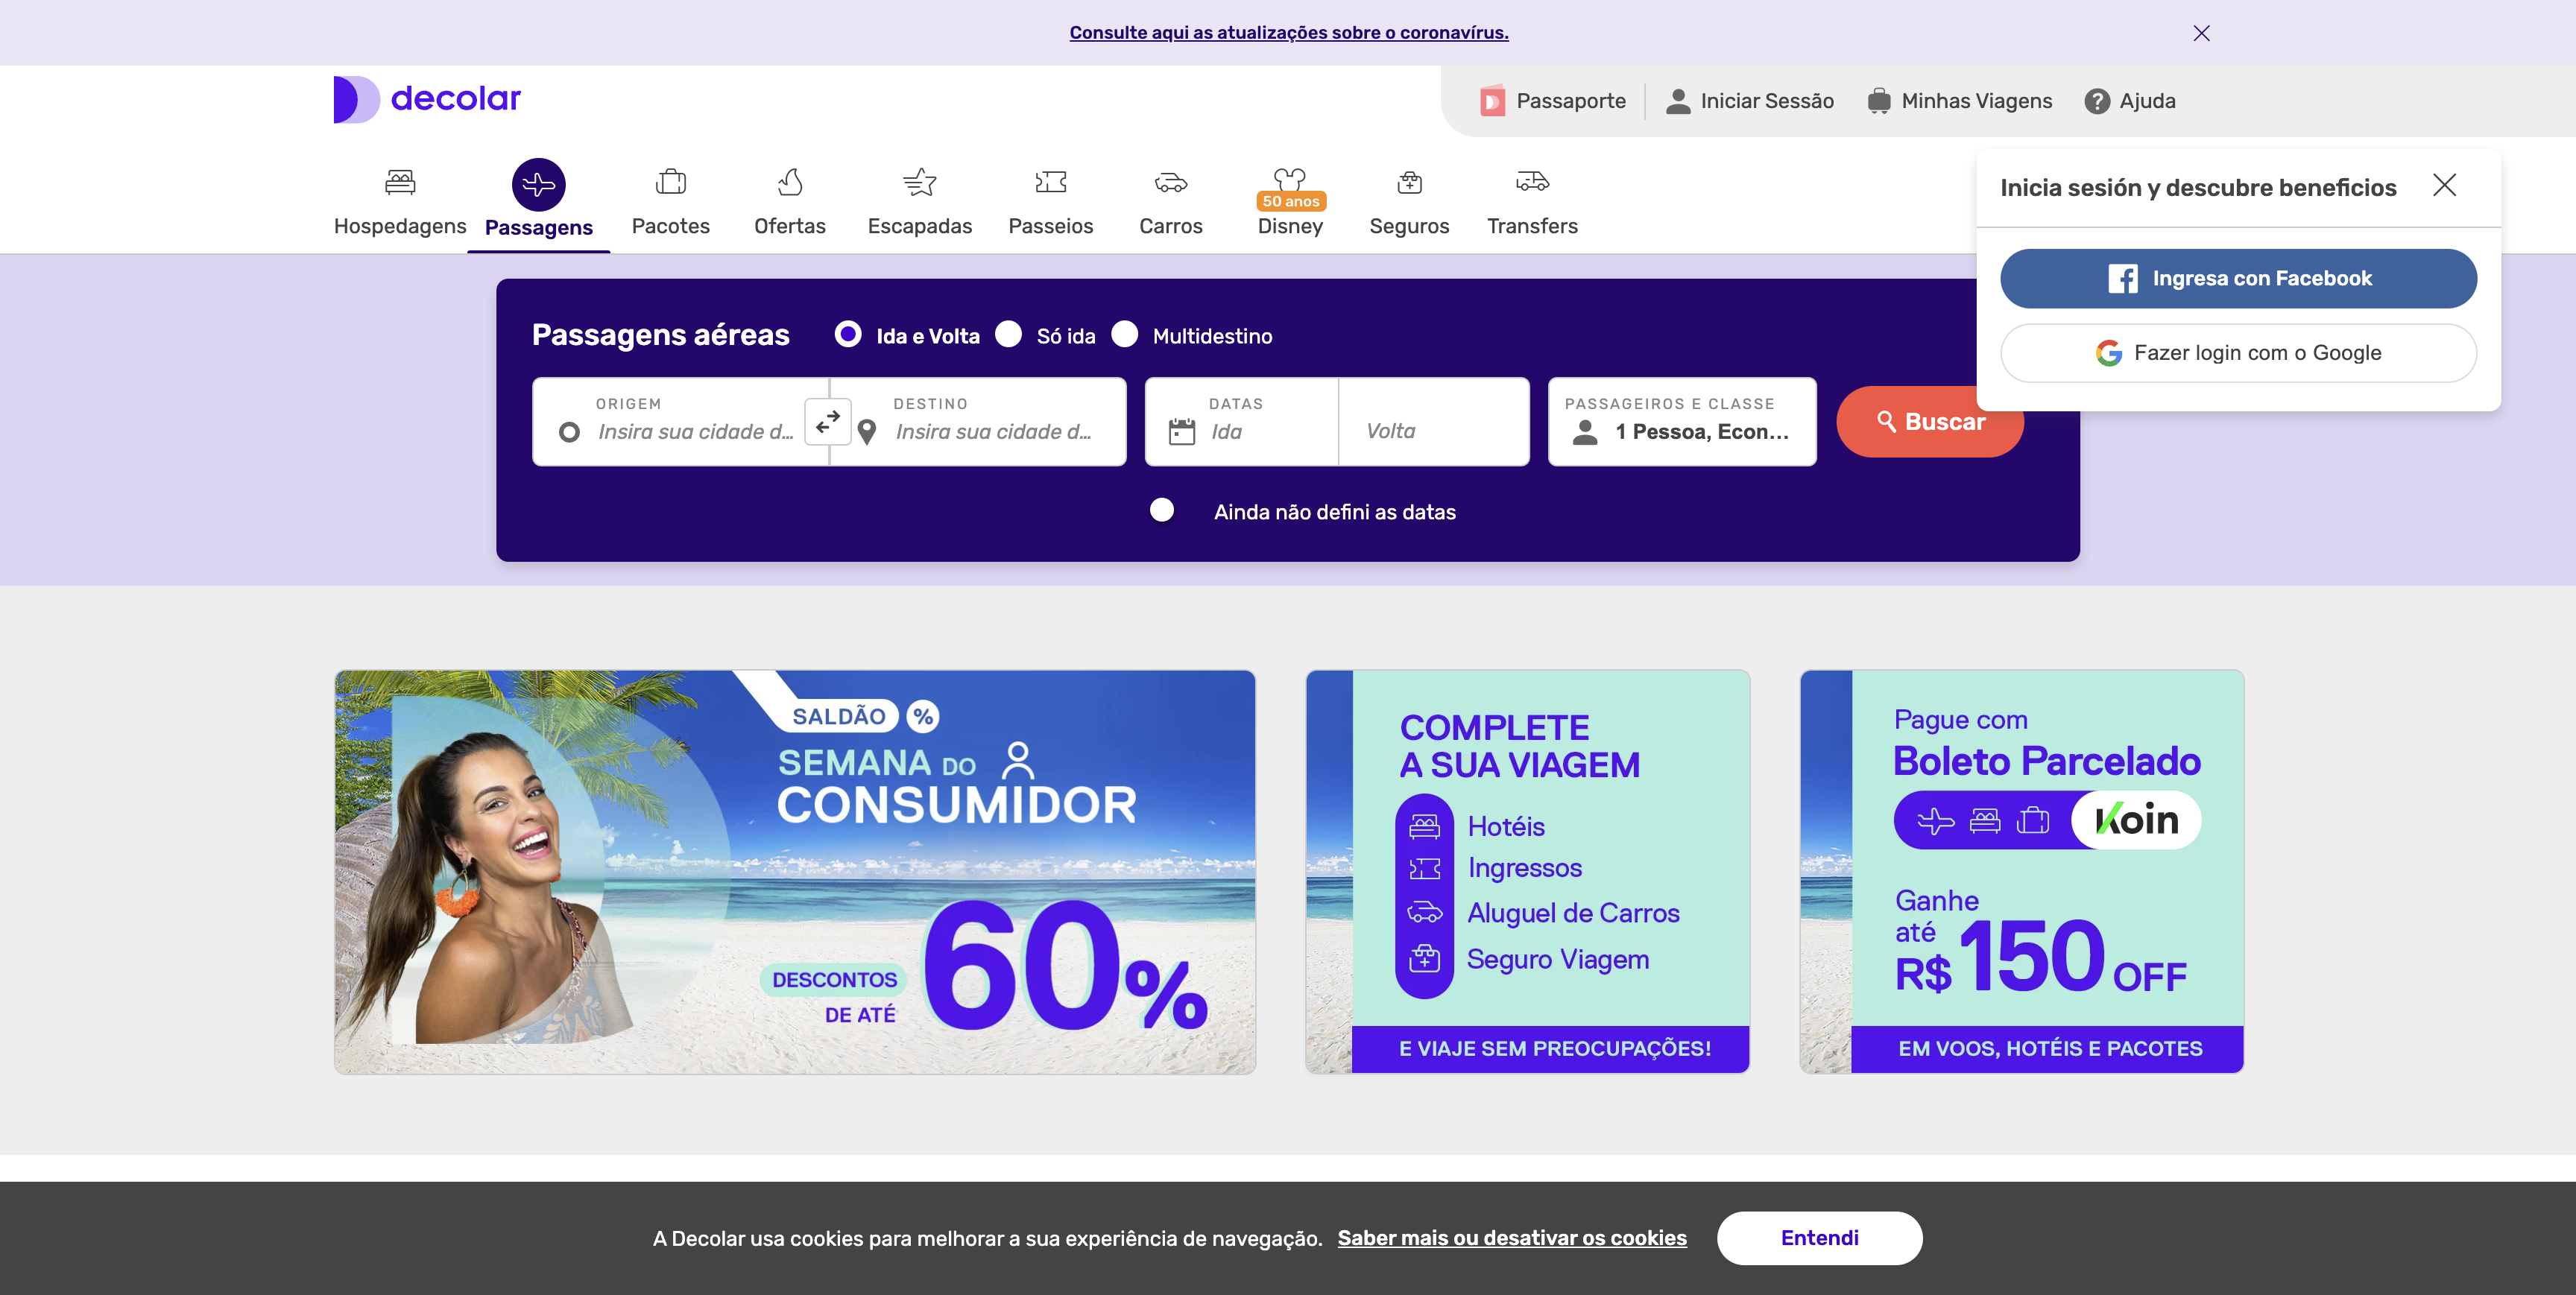 Consulte aqui as atualizações sobre o coronavírus.
decolar
Passaporte
Iniciar Sessão
Minhas Viagens
Ajuda
Hospedagens
Passagens
Pacotes
Ofertas
Escapadas
Passeios
Carros
50 anos
Disney
Seguros
Transfers
Inicia sesión y descubre beneficios
Ingresa con Facebook
Fazer login com o Google
Passagens aéreas
Ida e Volta
Só ida
Multidestino
ORIGEM
Insira sua cidade d...
DESTINO
Insira sua cidade d...
DATAS
Ida
Volta
PASSAGEIROS E CLASSE
1 Pessoa, Econ...
Buscar
Ainda não defini as datas
SALDÃO %
SEMANA DO
CONSUMIDOR
DESCONTOS
DE ATÉ
60%
COMPLETE
A SUA VIAGEM
Hotéis
Ingressos
Aluguel de Carros
Seguro Viagem
E VIAJE SEM PREOCUPAÇÕES!
Pague com
Boleto Parcelado
Koin
Ganhe
até
R$ 150 OFF
EM VOOS, HOTÉIS E PACOTES
A Decolar usa cookies para melhorar a sua experiência de navegação. Saber mais ou desativar os cookies
Entendi